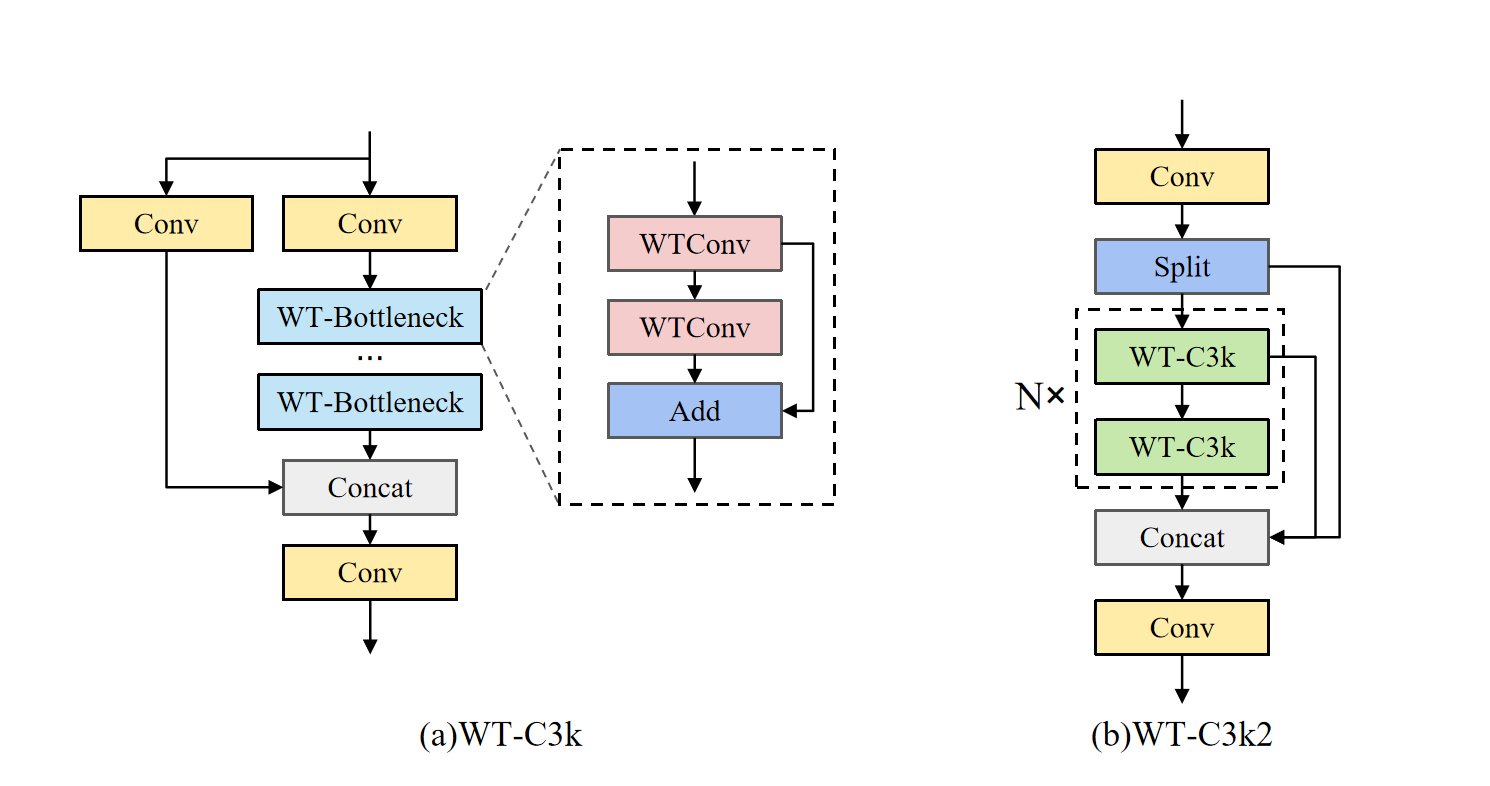 Conv
Conv
WT-Bottleneck
...
WT-Bottleneck
Concat
Conv
WTConv
WTConv
Add
(a)WT-C3k
Conv
Split
N×
WT-C3k
WT-C3k
Concat
Conv
(b)WT-C3k2